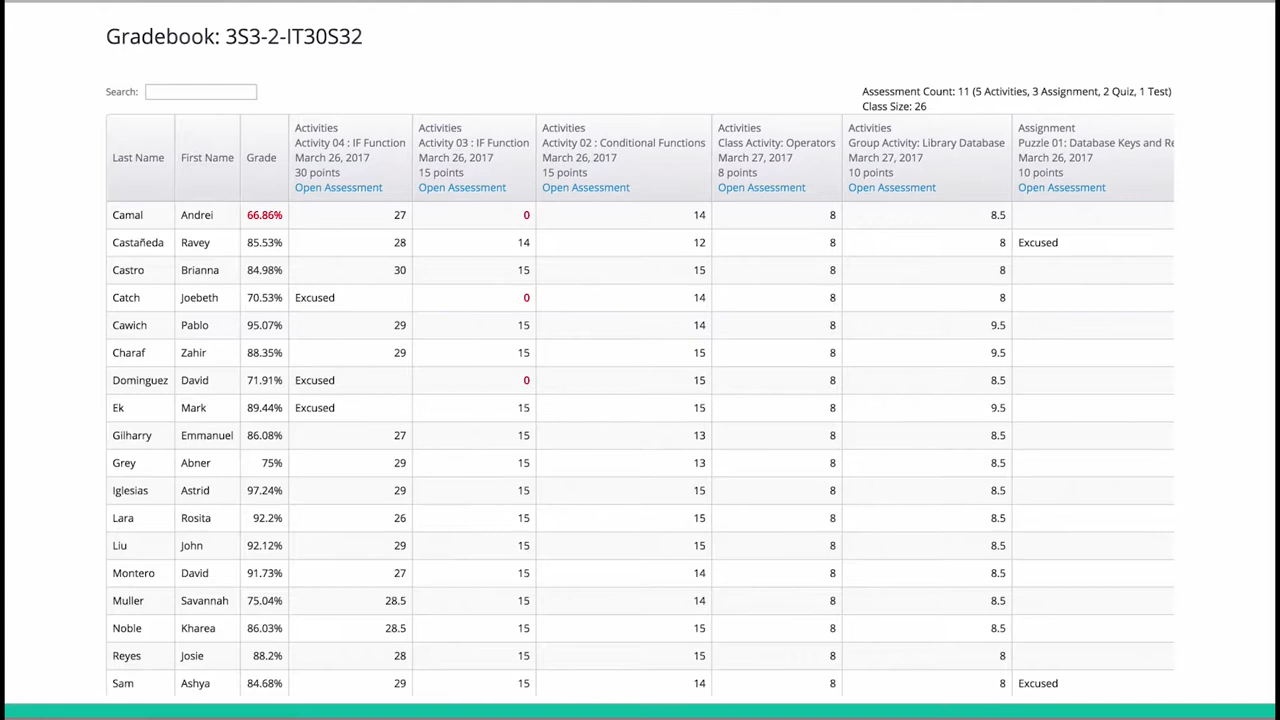 Gradebook: 3S3-2-IT30S32
Search:
Assessment Count: 11 (5 Activities, 3 Assignment, 2 Quiz, 1 Test)
Class Size: 26
Activities Activities Activities Activities Activities Assignment
Activity 04 : IF Function Activity 03 : IF Function Activity 02 : Conditional Functions Class Activity: Operators Group Activity: Library Database Puzzle 01: Database Keys and Re
Last Name First Name Grade March 26, 2017 March 26, 2017 March 26, 2017 March 27, 2017 March 27, 2017 March 26, 2017
30 points 15 points 15 points 8 points 10 points 10 points
Open Assessment Open Assessment Open Assessment Open Assessment Open Assessment Open Assessment
Camal Andrei 66.86% 27 0 14 8 8.5
Castañeda Ravey 85.53% 28 14 12 8 8 Excused
Castro Brianna 84.98% 30 15 15 8 8
Catch Joebeth 70.53% Excused 0 14 8 8
Cawich Pablo 95.07% 29 15 14 8 9.5
Charaf Zahir 88.35% 29 15 15 8 9.5
Dominguez David 71.91% Excused 0 15 8 8.5
Ek Mark 89.44% Excused 15 15 8 9.5
Gilharry Emmanuel 86.08% 27 15 13 8 8.5
Grey Abner 75% 29 15 13 8 8.5
Iglesias Astrid 97.24% 29 15 15 8 8.5
Lara Rosita 92.2% 26 15 15 8 8.5
Liu John 92.12% 29 15 15 8 8.5
Montero David 91.73% 27 15 14 8 8.5
Muller Savannah 75.04% 28.5 15 14 8 8.5
Noble Kharea 86.03% 28.5 15 15 8 8.5
Reyes Josie 88.2% 28 15 15 8 8
Sam Ashya 84.68% 29 15 14 8 8 Excused